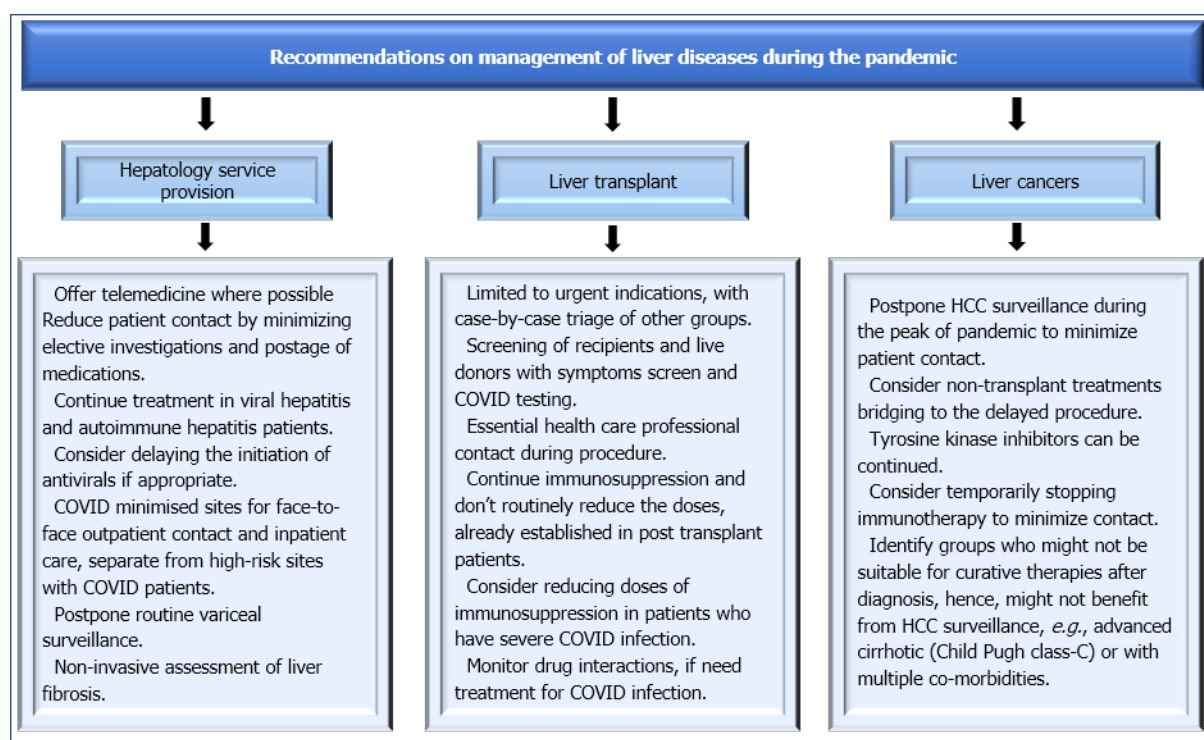 Recommendations on management of liver diseases during the pandemic
Hepatology service
provision
Offer telemedicine where possible
Reduce patient contact by minimizing
elective investigations and postage of
medications.
Continue treatment in viral hepatitis
and autoimmune hepatitis patients.
Consider delaying the initiation of
antivirals if appropriate.
COVID minimised sites for face-to-
face outpatient contact and inpatient
care, separate from high-risk sites
with COVID patients.
Postpone routine variceal
surveillance.
Non-invasive assessment of liver
fibrosis.
Liver transplant
Limited to urgent indications, with
case-by-case triage of other groups.
Screening of recipients and live
donors with symptoms screen and
COVID testing.
Essential health care professional
contact during procedure.
Continue immunosuppression and
don't routinely reduce the doses,
already established in post transplant
patients.
Consider reducing doses of
immunosuppression in patients who
have severe COVID infection.
Monitor drug interactions, if need
treatment for COVID infection.
Liver cancers
Postpone HCC surveillance during
the peak of pandemic to minimize
patient contact.
Consider non-transplant treatments
bridging to the delayed procedure.
Tyrosine kinase inhibitors can be
continued.
Consider temporarily stopping
immunotherapy to minimize contact.
Identify groups who might not be
suitable for curative therapies after
diagnosis, hence, might not benefit
from HCC surveillance, e.g., advanced
cirrhotic (Child Pugh class-C) or with
multiple co-morbidities.